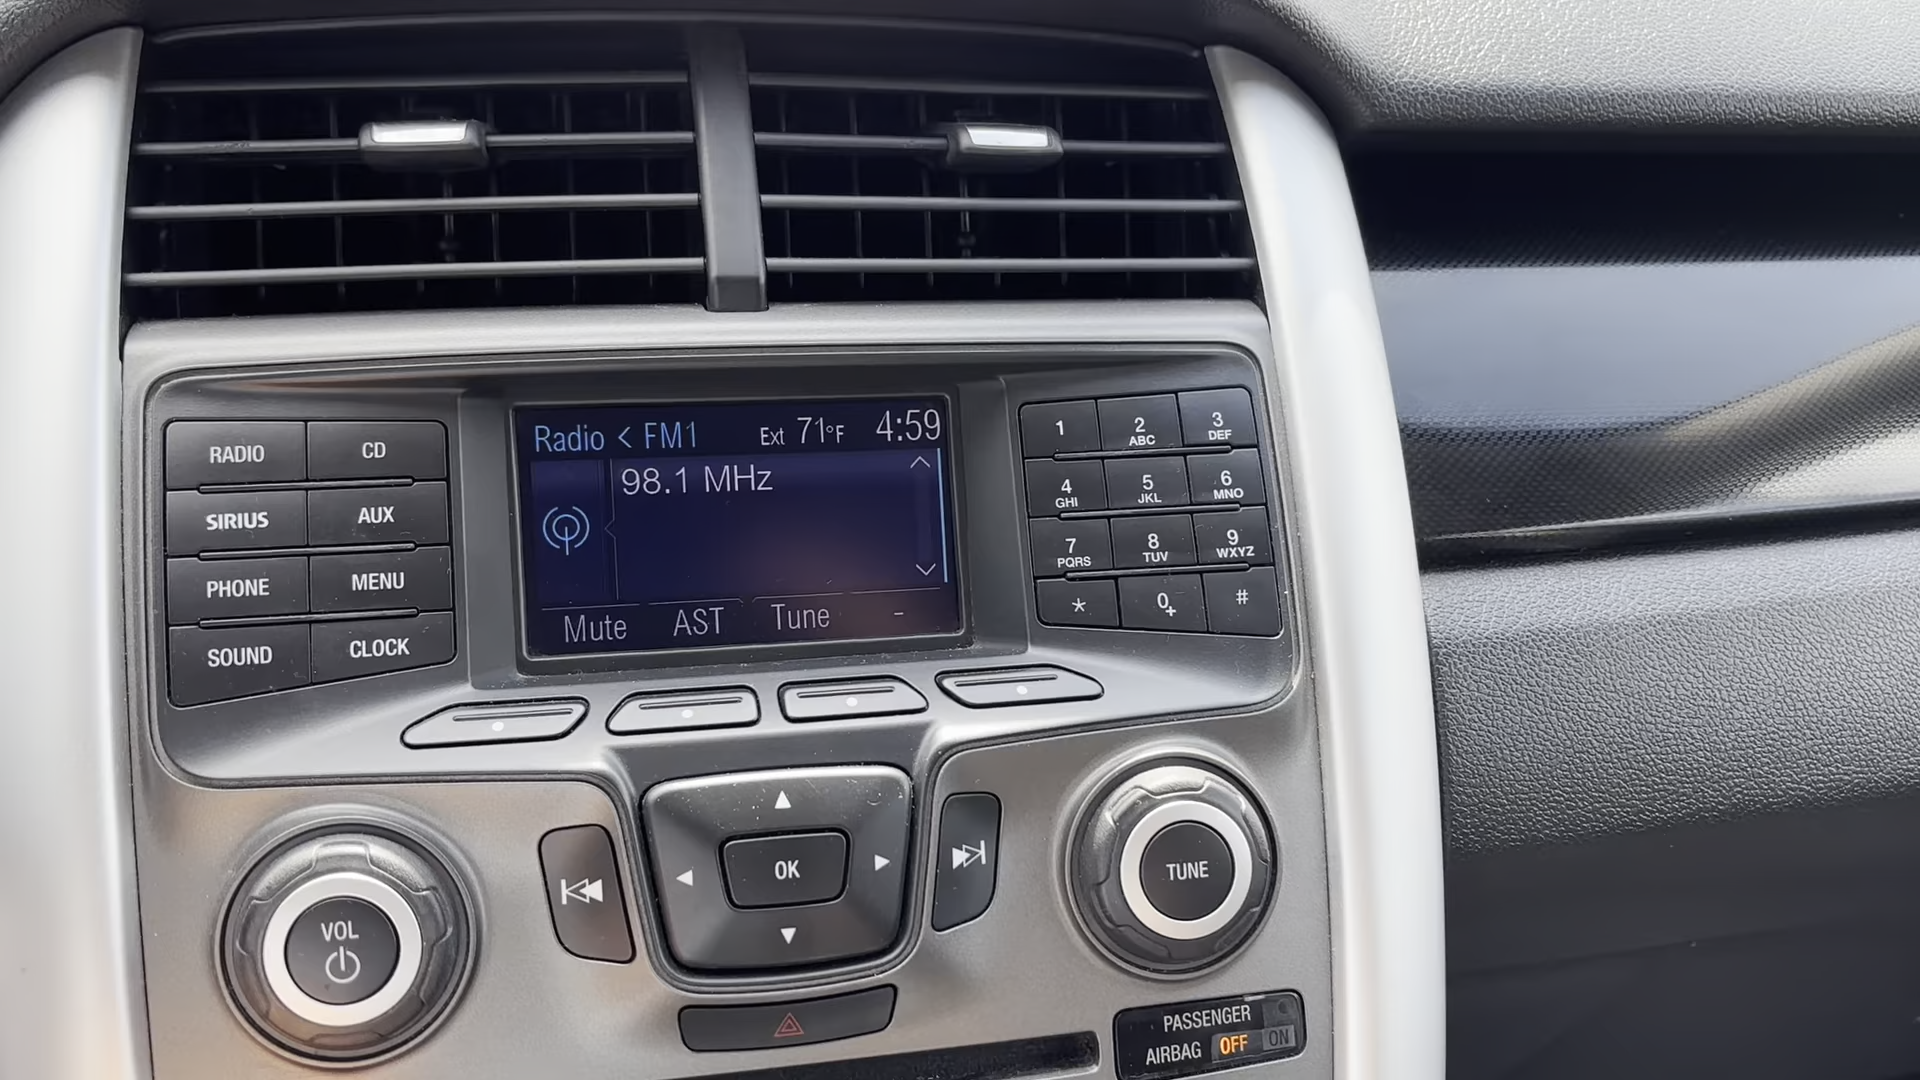 Radio < FM1 Ext 71°F 4:59
98.1 MHz
Mute AST Tune -
RADIO CD
SIRIUS AUX
PHONE MENU
SOUND CLOCK
1 2 ABC 3 DEF
4 GHI 5 JKL 6 MNO
7 PQRS 8 TUV 9 WXYZ
* 0+ #
VOL
OK
TUNE
PASSENGER
AIRBAG OFF ON